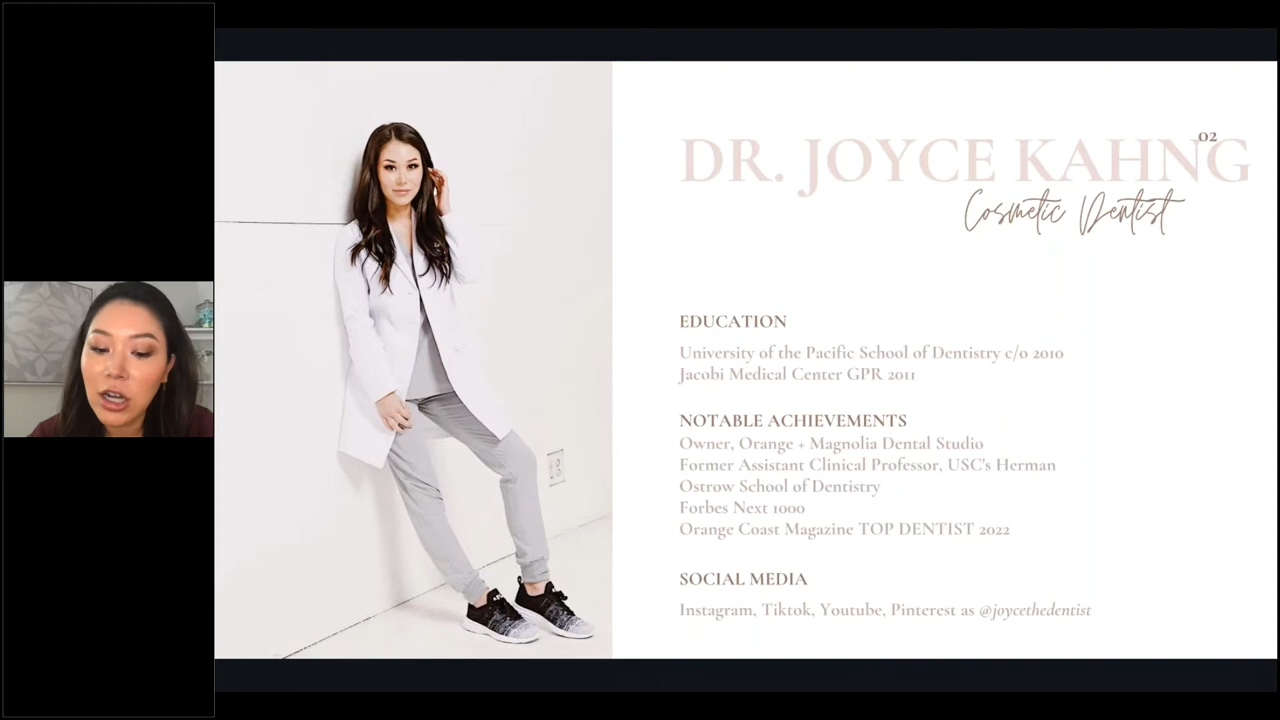 02
DR. JOYCE KAHNG
Cosmetic Dentist
EDUCATION
University of the Pacific School of Dentistry c/o 2010
Jacobi Medical Center GPR 2011
NOTABLE ACHIEVEMENTS
Owner, Orange + Magnolia Dental Studio
Former Assistant Clinical Professor, USC's Herman
Ostrow School of Dentistry
Forbes Next 1000
Orange Coast Magazine TOP DENTIST 2022
SOCIAL MEDIA
Instagram, Tiktok, Youtube, Pinterest as @joycethedentist